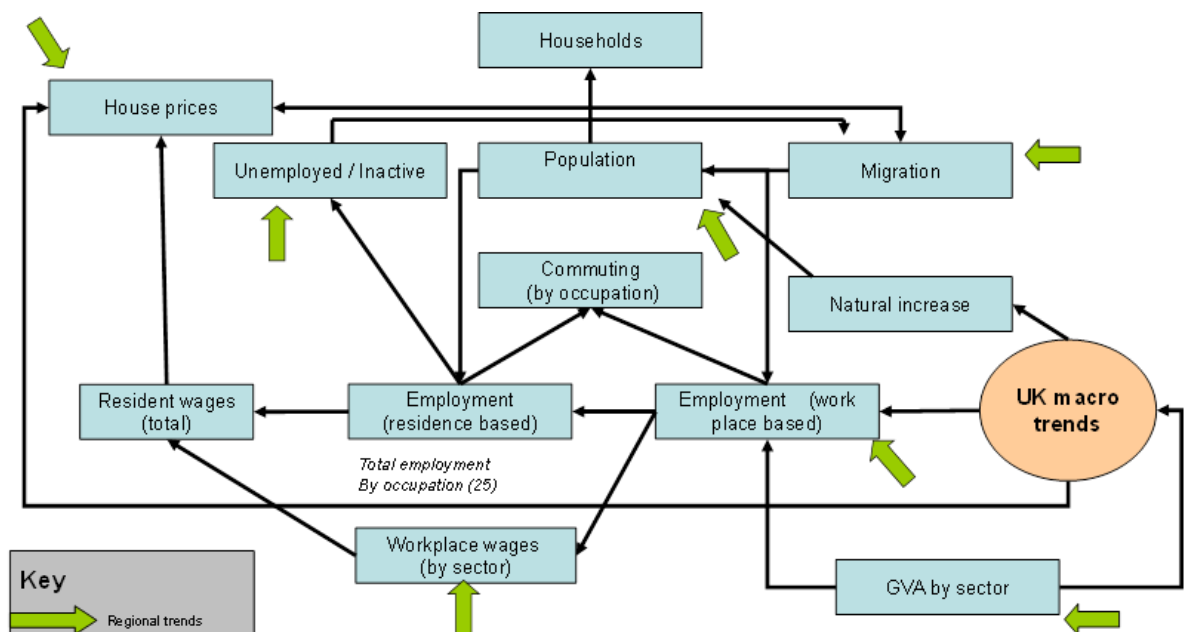 Households
House prices
Unemployed / Inactive
Population
Migration
Commuting
(by occupation)
Natural increase
Resident wages
(total)
Employment
(residence based)
Employment (work
place based)
UK macro
trends
Total employment
By occupation (25)
Workplace wages
(by sector)
GVA by sector
Key
Regional trends